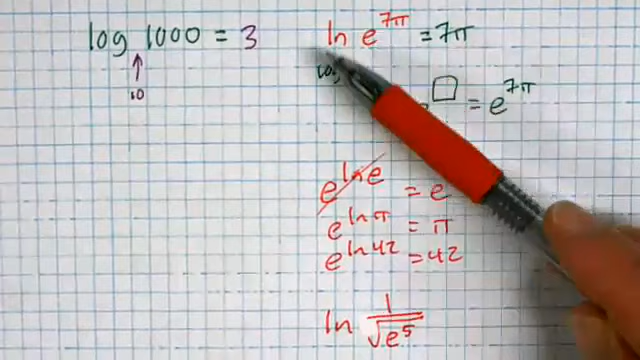 log 1000 = 3
10
ln e^{7π} = 7π
log
e^□ = e^{7π}
e^{ln e} = e
e^{ln π} = π
e^{ln 42} = 42
ln 1/√(e^5)